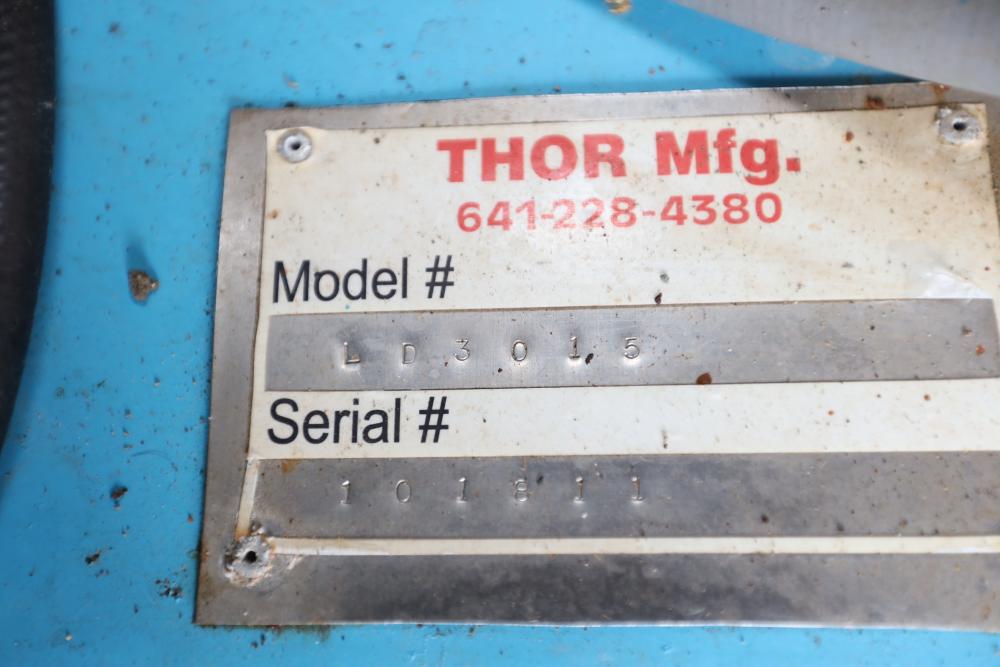 THOR Mfg.
641-228-4380
Model #
LD3015
Serial #
101811